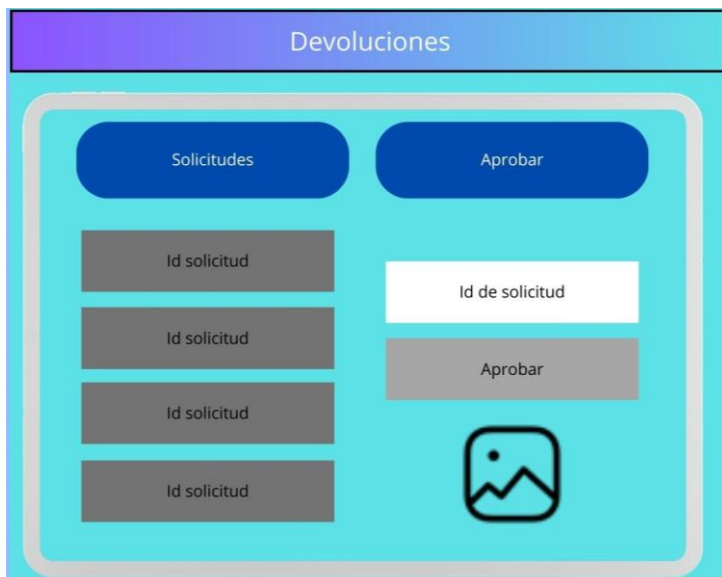 Devoluciones
Solicitudes
Aprobar
Id solicitud
Id solicitud
Id solicitud
Id solicitud
Id de solicitud
Aprobar